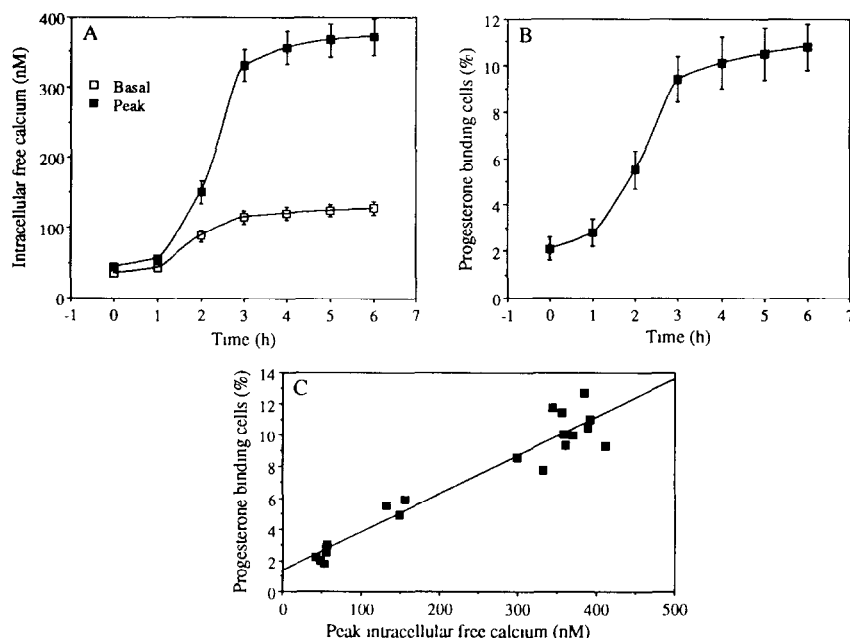 A
Intracellular free calcium (nM)
400
300
200
100
0
Basal
Peak
-1 0 1 2 3 4 5 6 7
Time (h)
B
Progesterone binding cells (%)
12
10
8
6
4
2
0
-1 0 1 2 3 4 5 6 7
Time (h)
C
Progesterone binding cells (%)
14
12
10
8
6
4
2
0
0 100 200 300 400 500
Peak intracellular free calcium (nM)